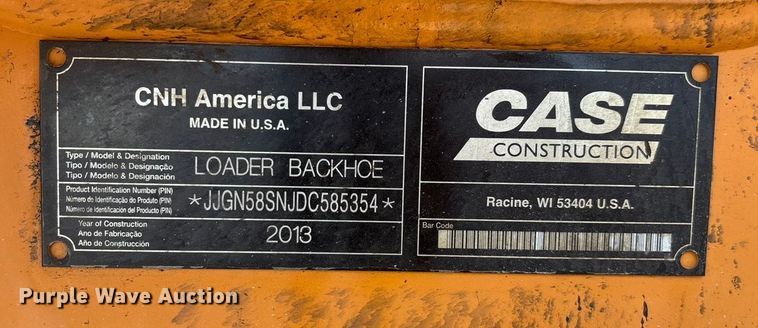 CNH America LLC
MADE IN U.S.A.
Type / Model & Designation
Tipo / Modelo & Designação
Tipo / Modelo & Designación
LOADER BACKHOE
Product Identification Number (PIN)
Número de Identificação do Produto (PIN)
Número de Identificación del Producto (PIN)
*JJGN58SNJDC585354*
Year of Construction
Ano de Fabricação
Año de Construcción
2013
CASE
CONSTRUCTION
Racine, WI 53404 U.S.A.
Bar Code
Purple Wave Auction